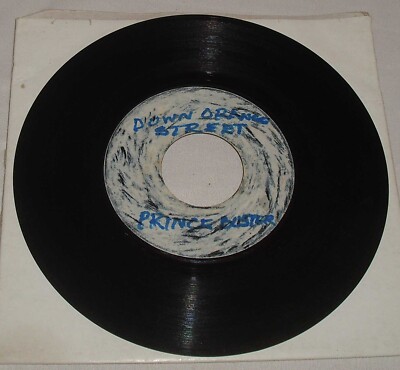 DOWN ORANGE
STREET
PRINCE BUSTER